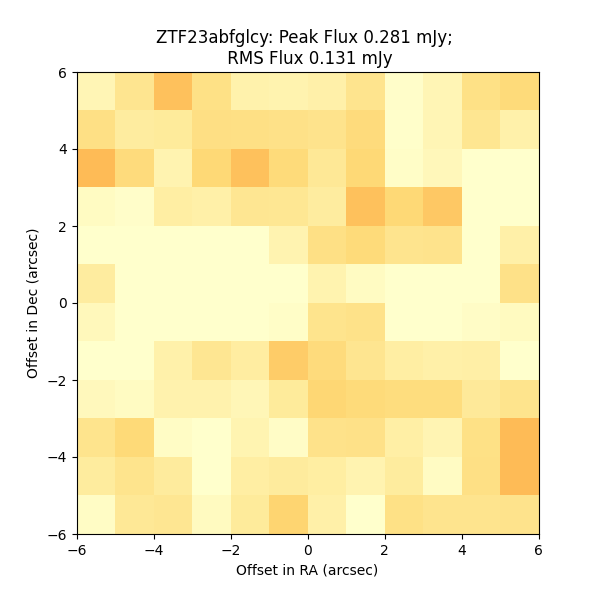 ZTF23abfglcy: Peak Flux 0.281 mJy;
RMS Flux 0.131 mJy
6
4
2
0
−2
−4
−6
Offset in Dec (arcsec)
−6 −4 −2 0 2 4 6
Offset in RA (arcsec)